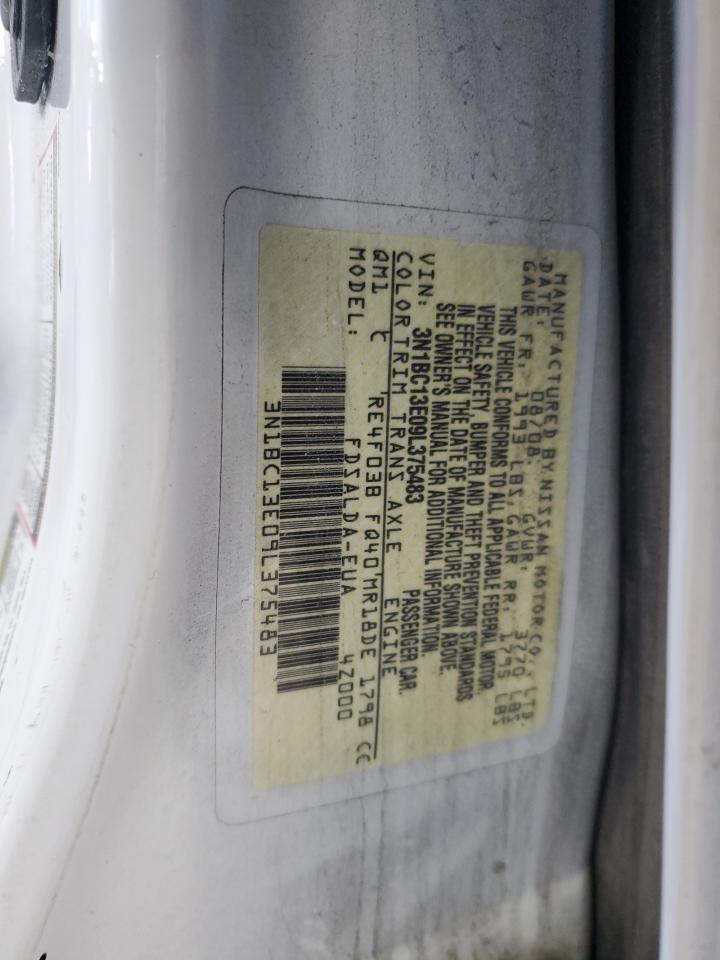 MANUFACTURED BY NISSAN MOTOR CO., LTD.
DATE: 08/08 GVWR: 3770 LBS
GAWR FR: 1993 LBS, GAWR RR: 1795 LBS
THIS VEHICLE CONFORMS TO ALL APPLICABLE FEDERAL MOTOR
VEHICLE SAFETY, BUMPER AND THEFT PREVENTION STANDARDS
IN EFFECT ON THE DATE OF MANUFACTURE SHOWN ABOVE.
SEE OWNER'S MANUAL FOR ADDITIONAL INFORMATION.
VIN: 3N1BC13E09L375483 PASSENGER CAR.
COLOR TRIM TRANS AXLE ENGINE
QM1 C RE4F03B FQ40 MR18DE 1798 CC
MODEL: FDSALDA-EUA 4Z000
3N1BC13E09L375483